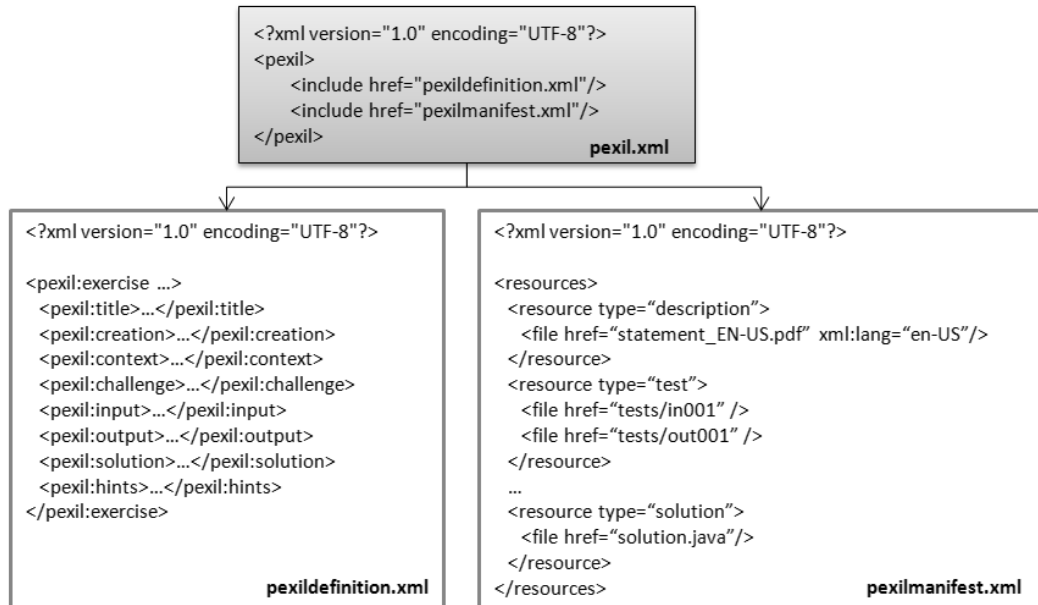 <?xml version="1.0" encoding="UTF-8"?>
<pexil>
<include href="pexildefinition.xml"/>
<include href="pexilmanifest.xml"/>
</pexil>
pexil.xml
<?xml version="1.0" encoding="UTF-8"?>
<pexil:exercise ...>
<pexil:title>...</pexil:title>
<pexil:creation>...</pexil:creation>
<pexil:context>...</pexil:context>
<pexil:challenge>...</pexil:challenge>
<pexil:input>...</pexil:input>
<pexil:output>...</pexil:output>
<pexil:solution>...</pexil:solution>
<pexil:hints>...</pexil:hints>
</pexil:exercise>
pexildefinition.xml
<?xml version="1.0" encoding="UTF-8"?>
<resources>
<resource type=“description”>
<file href=“statement_EN-US.pdf” xml:lang=“en-US”/>
</resource>
<resource type=“test”>
<file href=“tests/in001” />
<file href=“tests/out001” />
</resource>
...
<resource type=“solution”>
<file href=“solution.java”/>
</resource>
</resources>
pexilmanifest.xml